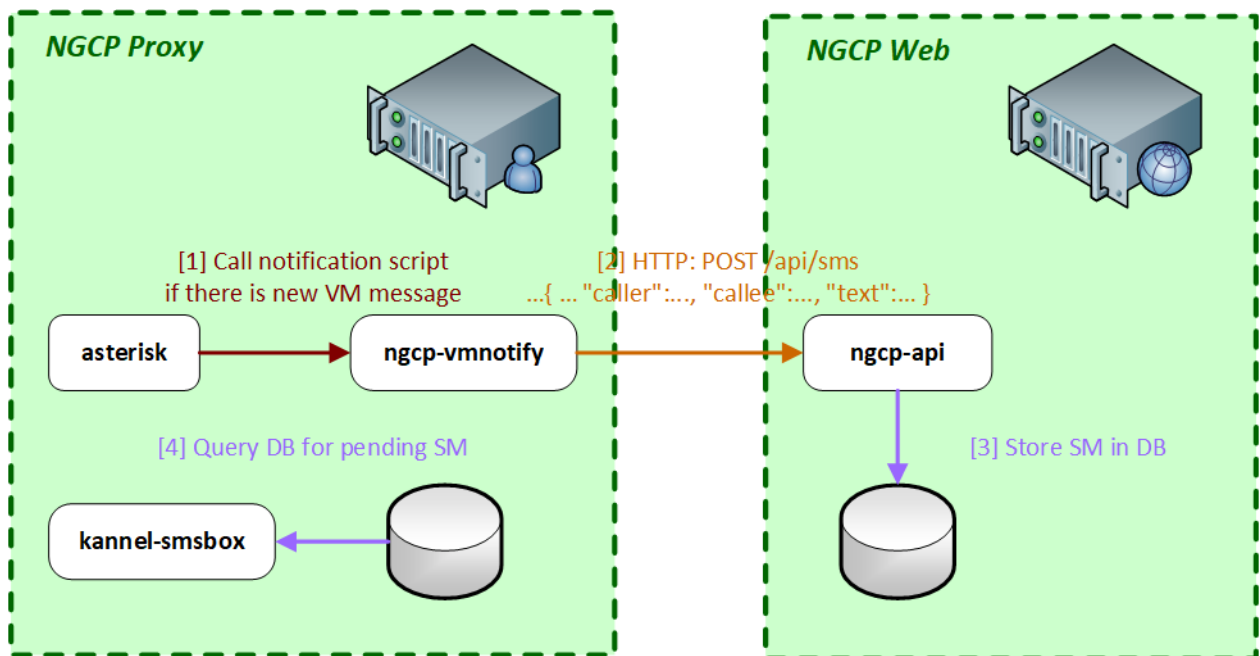 NGCP Proxy
NGCP Web
[1] Call notification script
if there is new VM message
[2] HTTP: POST /api/sms
...{ ... "caller":..., "callee":..., "text":... }
asterisk
ngcp-vmnotify
ngcp-api
[4] Query DB for pending SM
[3] Store SM in DB
kannel-smsbox